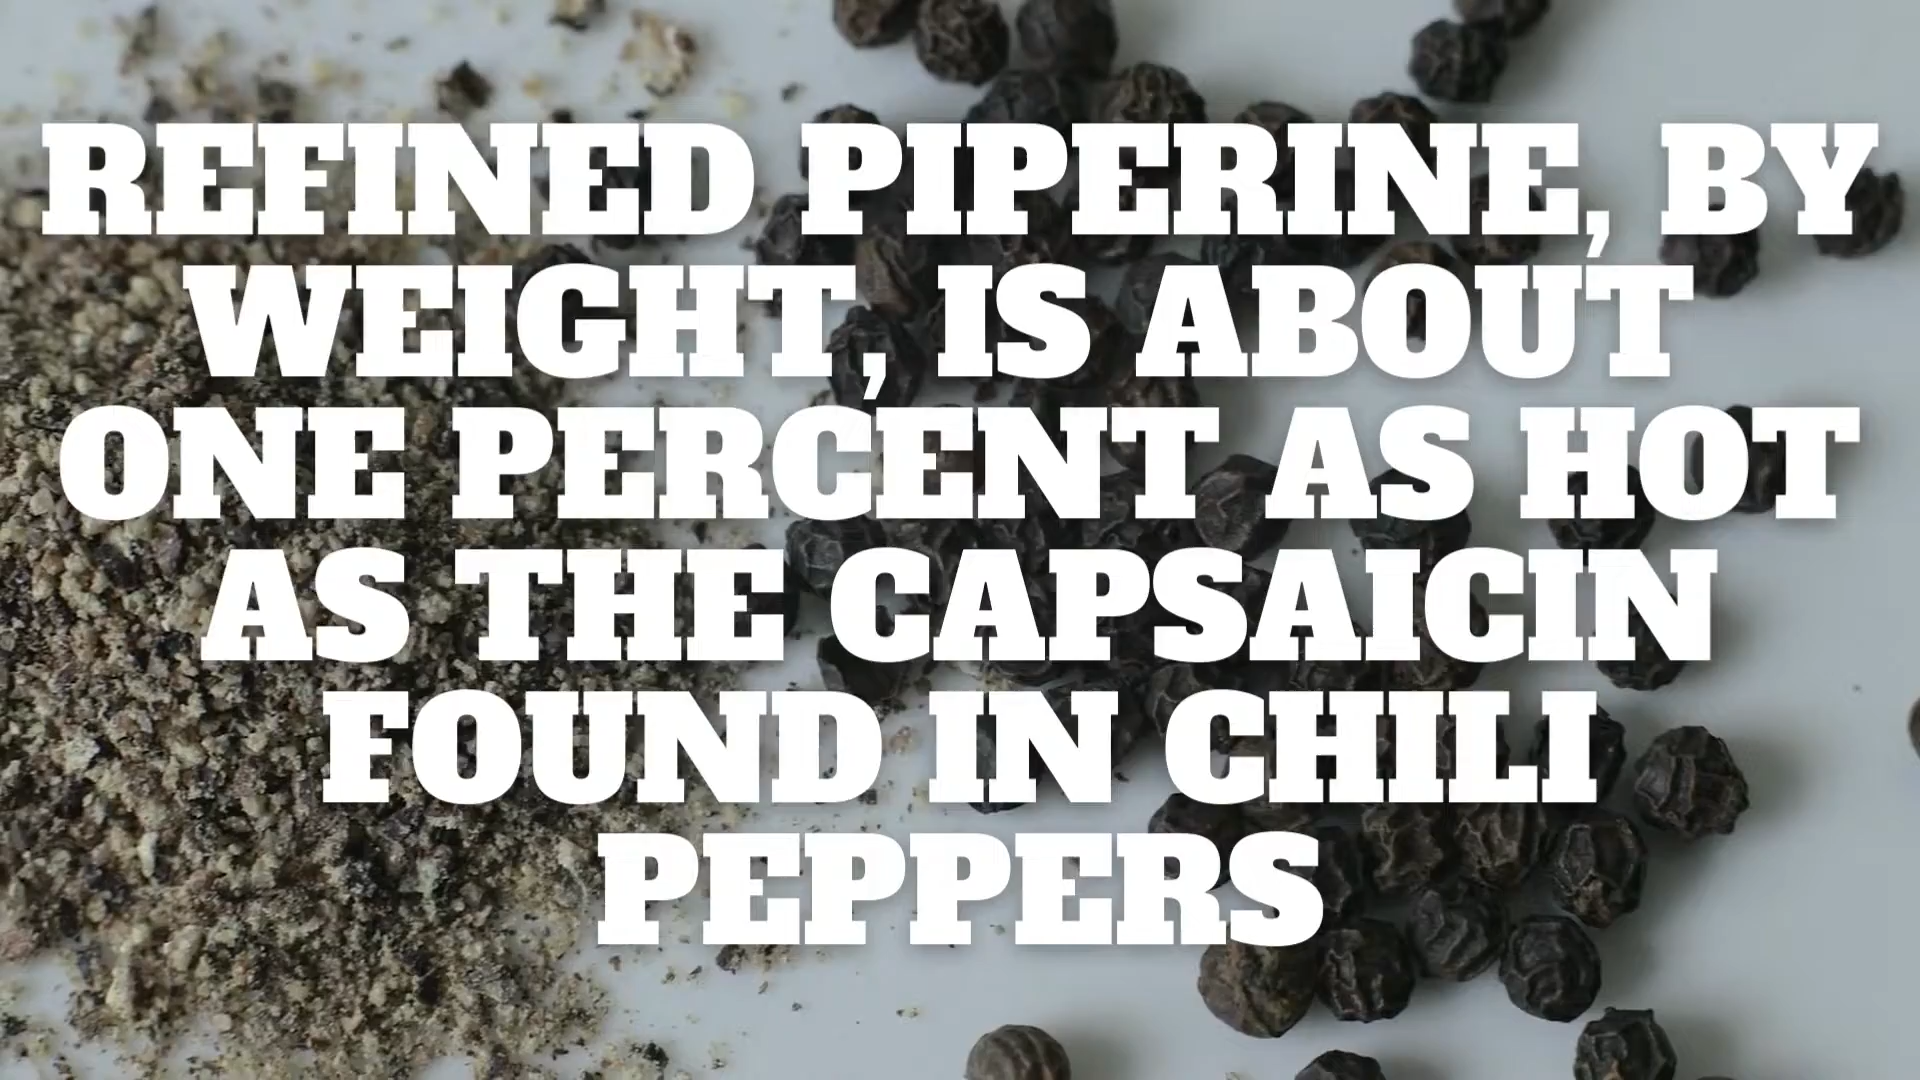 REFINED PIPERINE, BY
WEIGHT, IS ABOUT
ONE PERCENT AS HOT
AS THE CAPSAICIN
FOUND IN CHILI
PEPPERS